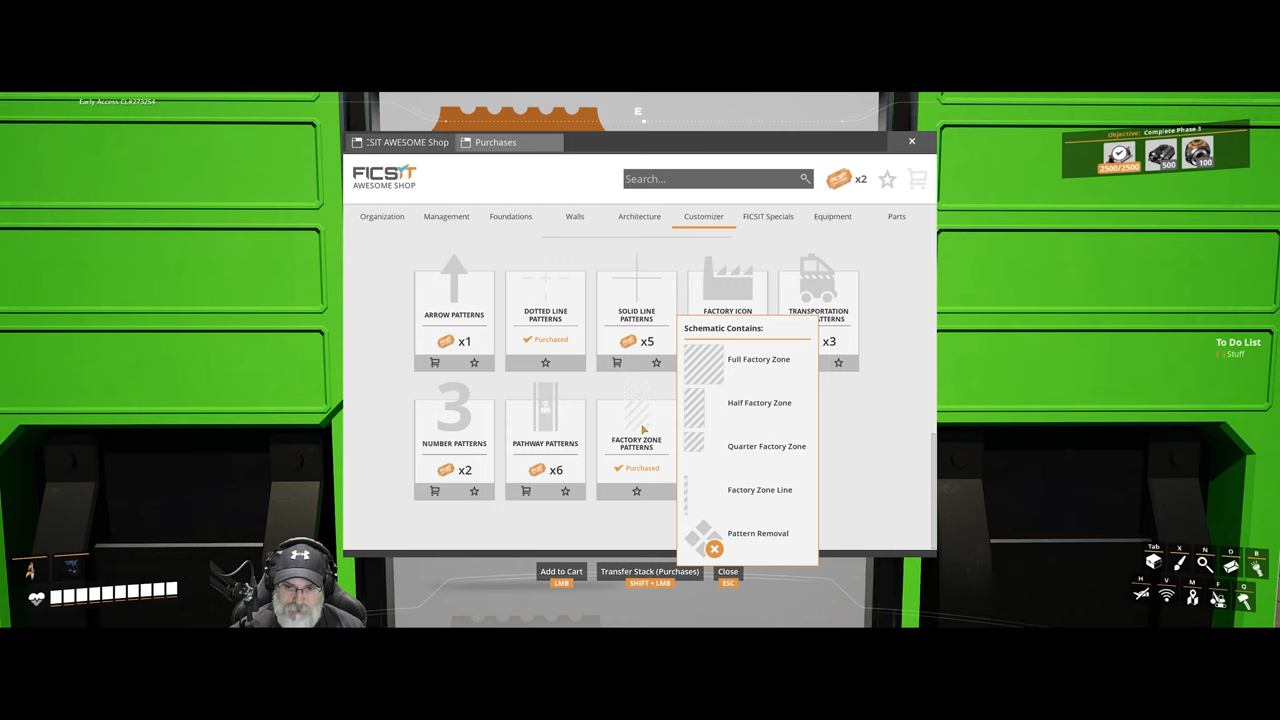 Early Access CL#273254
E
:SIT AWESOME Shop
Purchases
Objective: Complete Phase 3
2500/2500
500
100
FICSIT
AWESOME SHOP
Search...
x2
Organization
Management
Foundations
Walls
Architecture
Customizer
FICSIT Specials
Equipment
Parts
ARROW PATTERNS
x1
DOTTED LINE
PATTERNS
Purchased
SOLID LINE
PATTERNS
x5
FACTORY ICON
TRANSPORTATION
x3
Schematic Contains:
Full Factory Zone
Half Factory Zone
Quarter Factory Zone
Factory Zone Line
Pattern Removal
3
NUMBER PATTERNS
x2
PATHWAY PATTERNS
x6
FACTORY ZONE
PATTERNS
Purchased
To Do List
Stuff
Add to Cart
LMB
Transfer Stack (Purchases)
SHIFT + LMB
Close
ESC
Tab
X
N
O
B
H
V
M
F
Q